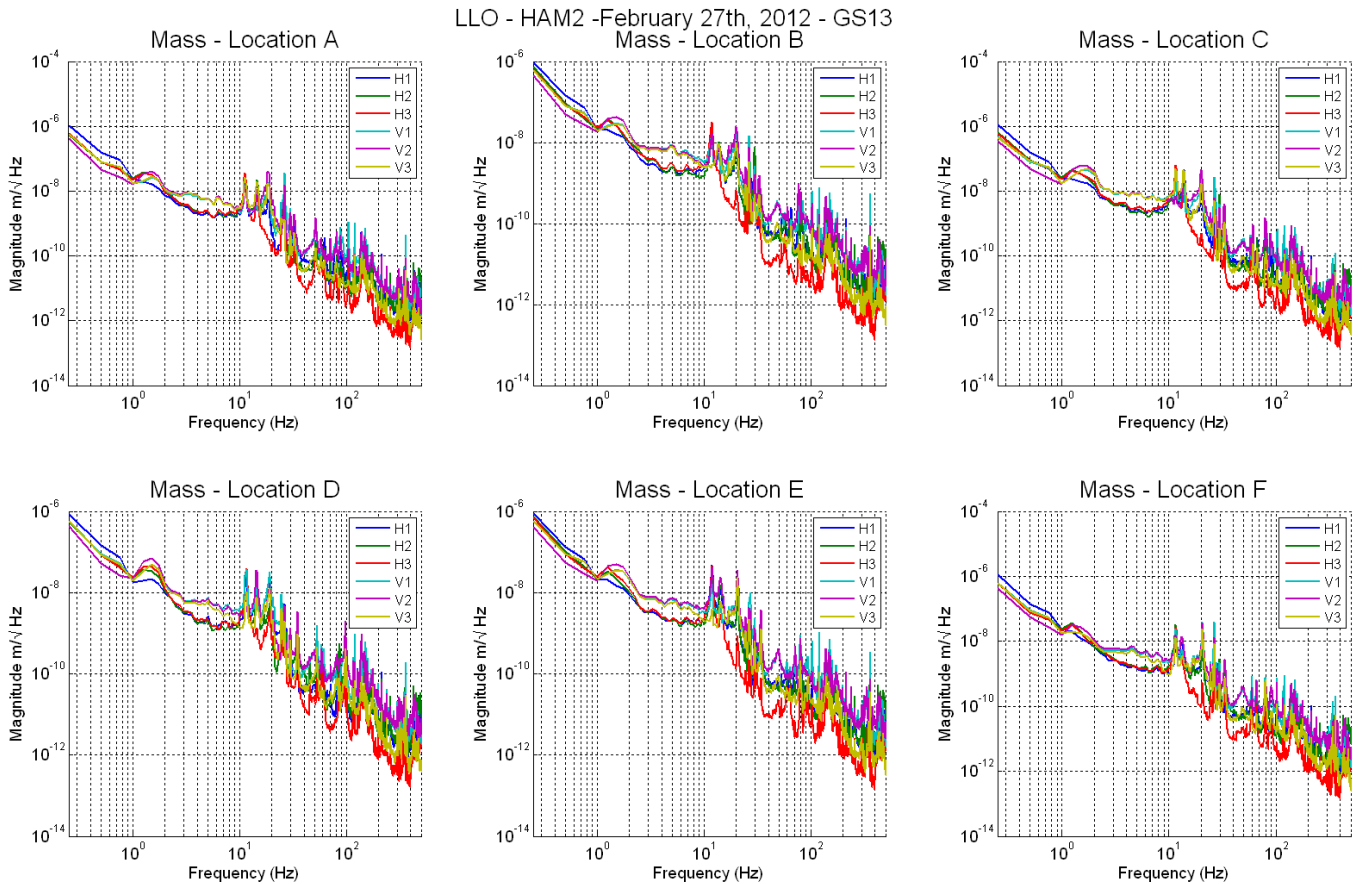 LLO - HAM2 -February 27th, 2012 - GS13
Mass - Location A
Magnitude m/√ Hz
10^-4
10^-6
10^-8
10^-10
10^-12
10^-14
10^0
10^1
10^2
Frequency (Hz)
H1
H2
H3
V1
V2
V3
Mass - Location B
Magnitude m/√ Hz
10^-6
10^-8
10^-10
10^-12
10^-14
10^0
10^1
10^2
Frequency (Hz)
H1
H2
H3
V1
V2
V3
Mass - Location C
Magnitude m/√ Hz
10^-4
10^-6
10^-8
10^-10
10^-12
10^-14
10^0
10^1
10^2
Frequency (Hz)
H1
H2
H3
V1
V2
V3
Mass - Location D
Magnitude m/√ Hz
10^-6
10^-8
10^-10
10^-12
10^-14
10^0
10^1
10^2
Frequency (Hz)
H1
H2
H3
V1
V2
V3
Mass - Location E
Magnitude m/√ Hz
10^-6
10^-8
10^-10
10^-12
10^-14
10^0
10^1
10^2
Frequency (Hz)
H1
H2
H3
V1
V2
V3
Mass - Location F
Magnitude m/√ Hz
10^-4
10^-6
10^-8
10^-10
10^-12
10^-14
10^0
10^1
10^2
Frequency (Hz)
H1
H2
H3
V1
V2
V3